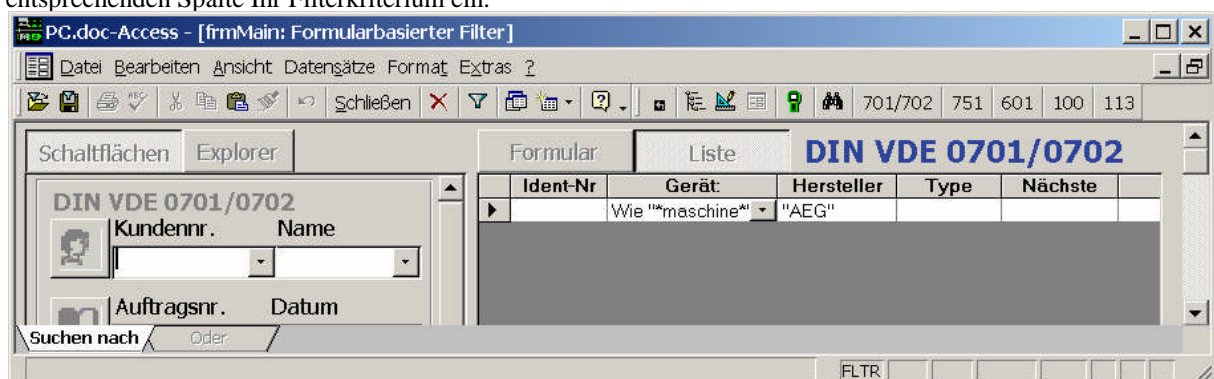 entsprechenden Spalte Ihr Filterkriterium ein.
PC.doc-Access - [frmMain: Formularbasierter Filter]
Datei Bearbeiten Ansicht Datensätze Format Extras ?
Schließen 701/702 751 601 100 113
Schaltflächen Explorer Formular Liste DIN VDE 0701/0702
Ident-Nr Gerät: Hersteller Type Nächste
Wie "*maschine*" "AEG"
DIN VDE 0701/0702
Kundennr. Name
Auftragsnr. Datum
Suchen nach Oder
FLTR